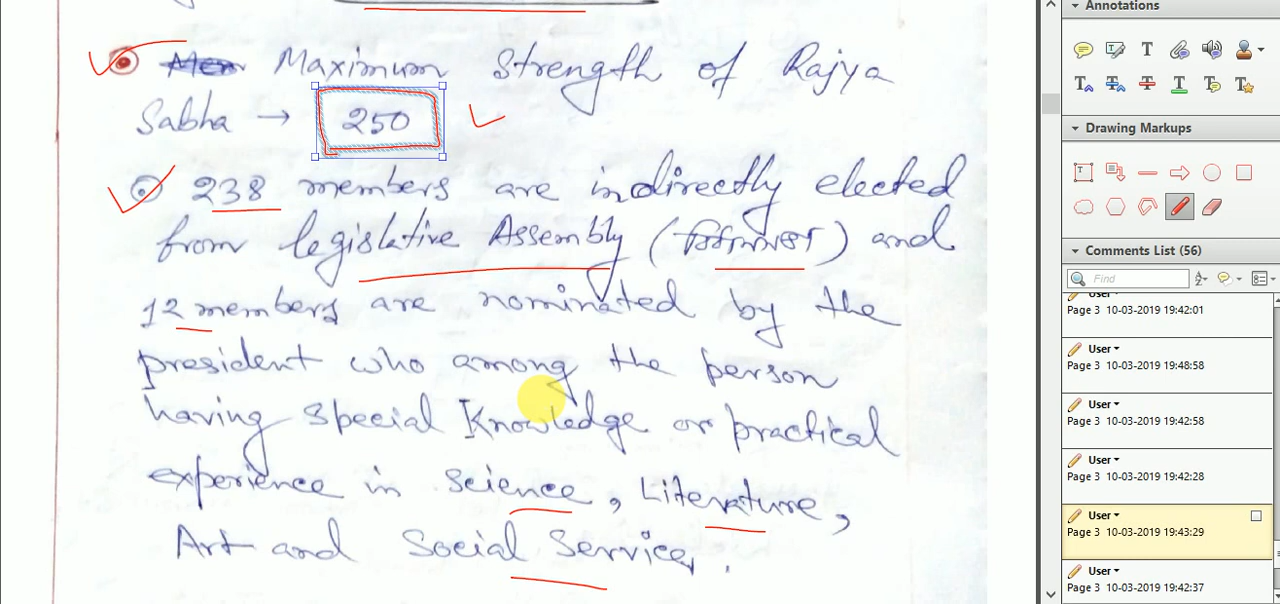 Annotations
Maximum Strength of Rajya
Sabha → 250
238 members are indirectly elected
from legislative Assembly ( ) and
12 members are nominated by the
president who among the person
having special Knowledge or practical
experience in Science, Literature,
Art and Social Service.
T
Drawing Markups
T
Comments List (56)
Find
User
Page 3 10-03-2019 19:42:01
User
Page 3 10-03-2019 19:48:58
User
Page 3 10-03-2019 19:42:58
User
Page 3 10-03-2019 19:42:28
User
Page 3 10-03-2019 19:43:29
User
Page 3 10-03-2019 19:42:37